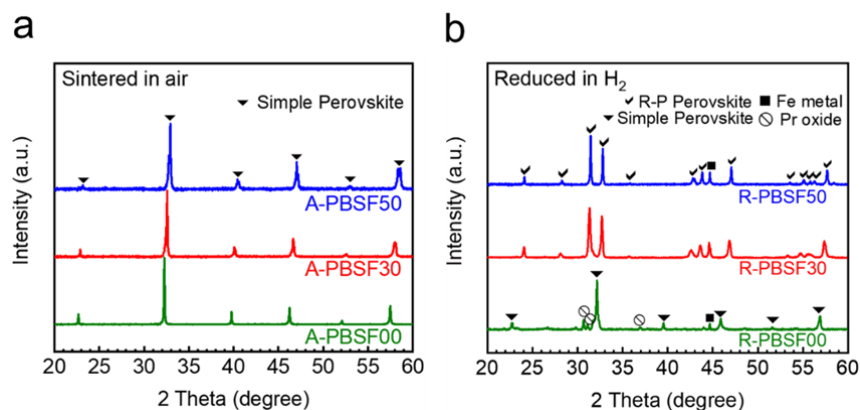 a
Sintered in air
Simple Perovskite
A-PBSF50
A-PBSF30
A-PBSF00
Intensity (a.u.)
20 25 30 35 40 45 50 55 60
2 Theta (degree)
b
Reduced in H2
R-P Perovskite Fe metal
Simple Perovskite Pr oxide
R-PBSF50
R-PBSF30
R-PBSF00
Intensity (a.u.)
20 25 30 35 40 45 50 55 60
2 Theta (degree)